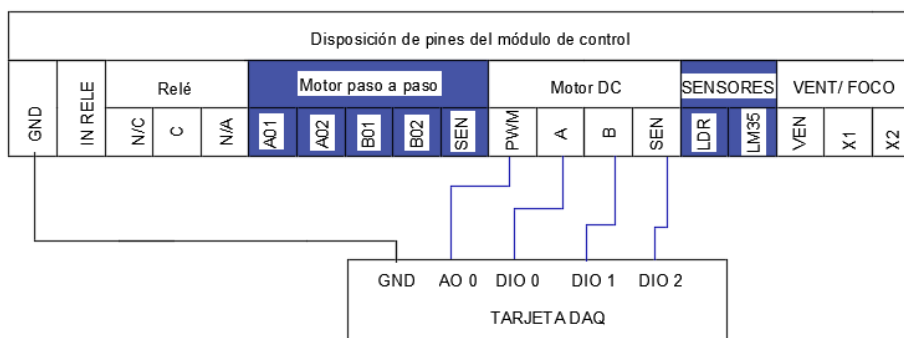 Disposición de pines del módulo de control
GND
IN RELE
Relé
Motor paso a paso
Motor DC
SENSORES
VENT/ FOCO
N/C
C
N/A
A01
A02
B01
B02
SEN
PWM
A
B
SEN
LDR
LM35
VEN
X1
X2
GND
AO 0
DIO 0
DIO 1
DIO 2
TARJETA DAQ